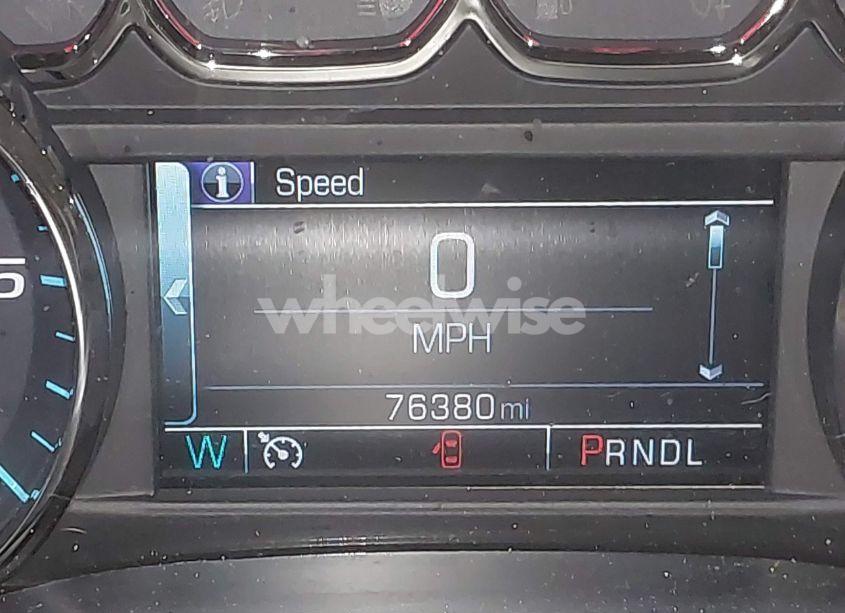 Speed
0
wheelwise
MPH
76380 mi
W PRNDL